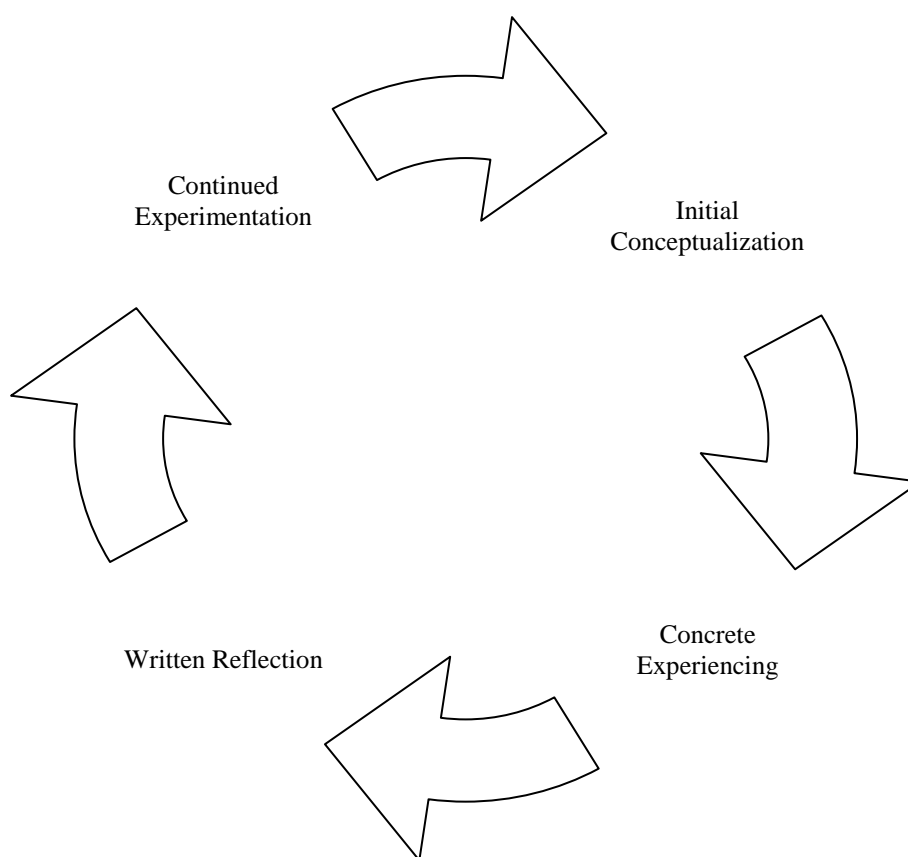 Continued
Experimentation
Initial
Conceptualization
Concrete
Experiencing
Written Reflection